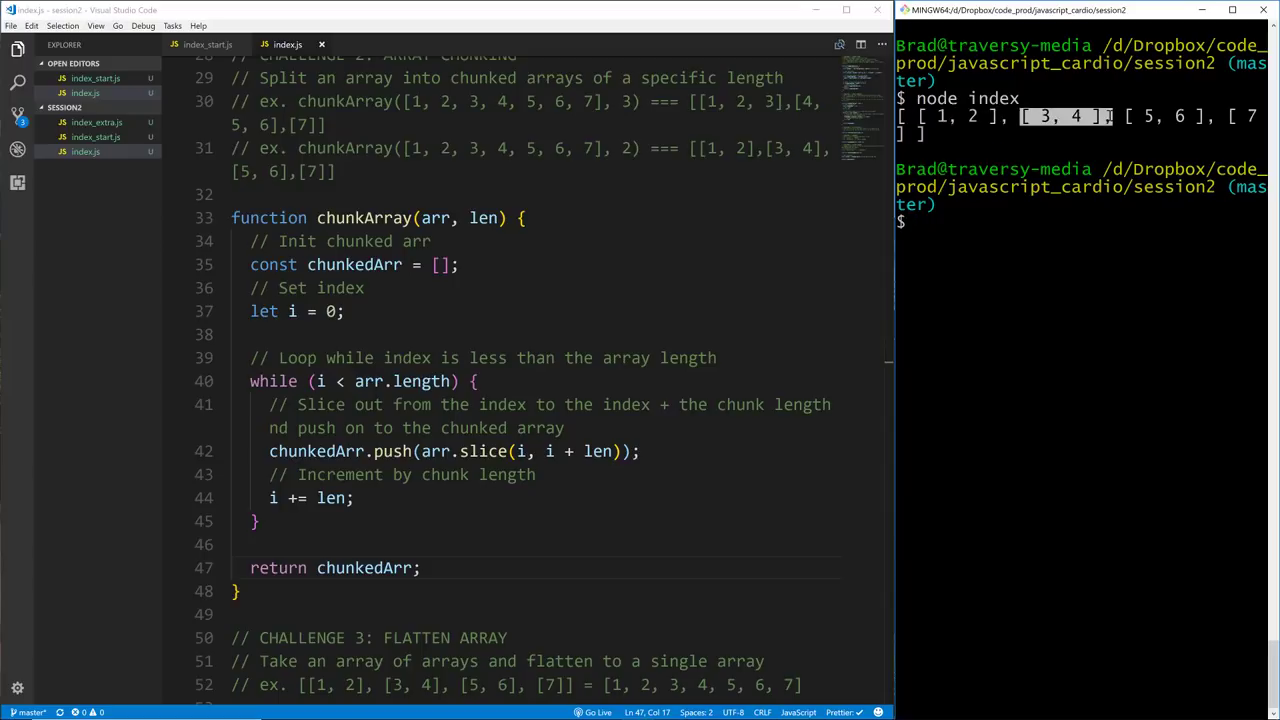 index.js - session2 - Visual Studio Code
File Edit Selection View Go Debug Tasks Help
EXPLORER
OPEN EDITORS
index_start.js U
index.js U
SESSION2
index_extra.js U
index_start.js U
index.js U
3
index_start.js index.js ×
28 // CHALLENGE 2: ARRAY CHUNKING
29 // Split an array into chunked arrays of a specific length
30 // ex. chunkArray([1, 2, 3, 4, 5, 6, 7], 3) === [[1, 2, 3],[4,
5, 6],[7]]
31 // ex. chunkArray([1, 2, 3, 4, 5, 6, 7], 2) === [[1, 2],[3, 4],
[5, 6],[7]]
32
33 function chunkArray(arr, len) {
34 // Init chunked arr
35 const chunkedArr = [];
36 // Set index
37 let i = 0;
38
39 // Loop while index is less than the array length
40 while (i < arr.length) {
41 // Slice out from the index to the index + the chunk length
nd push on to the chunked array
42 chunkedArr.push(arr.slice(i, i + len));
43 // Increment by chunk length
44 i += len;
45 }
46
47 return chunkedArr;
48 }
49
50 // CHALLENGE 3: FLATTEN ARRAY
51 // Take an array of arrays and flatten to a single array
52 // ex. [[1, 2], [3, 4], [5, 6], [7]] = [1, 2, 3, 4, 5, 6, 7]
master* 0 0 Go Live Ln 47, Col 17 Spaces: 2 UTF-8 CRLF JavaScript Prettier: ✓
MINGW64:/d/Dropbox/code_prod/javascript_cardio/session2
Brad@traversy-media /d/Dropbox/code_
prod/javascript_cardio/session2 (mas
ter)
$ node index
[ [ 1, 2 ], [ 3, 4 ], [ 5, 6 ], [ 7
] ]
Brad@traversy-media /d/Dropbox/code_
prod/javascript_cardio/session2 (mas
ter)
$